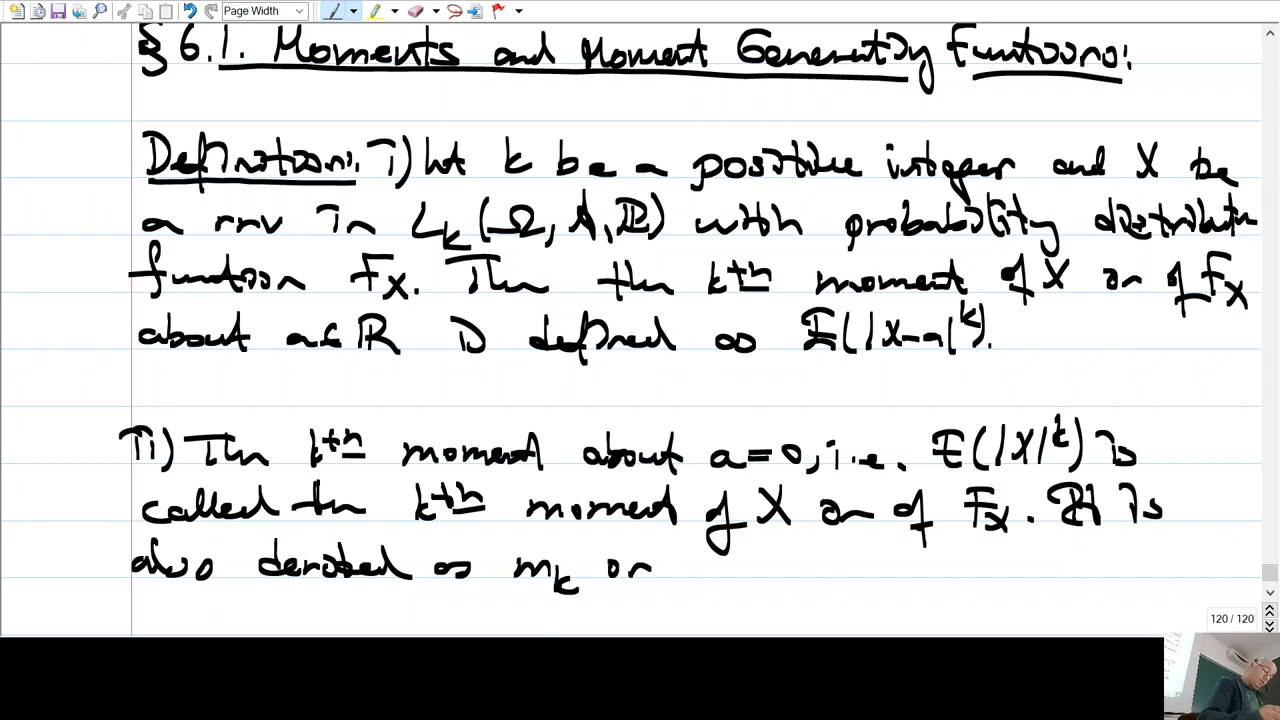 Page Width
§ 6.1. Moments and Moment Generating Functions:
Definition: i) Let k be a positive integer and X be
a rrv in L_k(Ω, A, P) with probability distribution
function F_X. Then the k^th moment of X or of F_X
about a∈ℝ is defined as E(|X-a|^k).
ii) The k^th moment about a=0, i.e. E(|X|^k) is
called the k^th moment of X or of F_X. It is
also denoted as m_k or
120 / 120